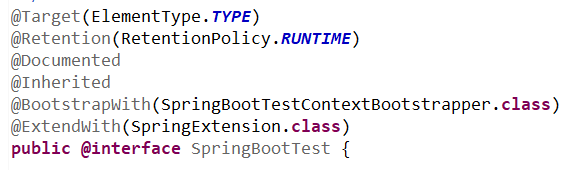 @Target(ElementType.TYPE)
@Retention(RetentionPolicy.RUNTIME)
@Documented
@Inherited
@BootstrapWith(SpringBootTestContextBootstrapper.class)
@ExtendWith(SpringExtension.class)
public @interface SpringBootTest {